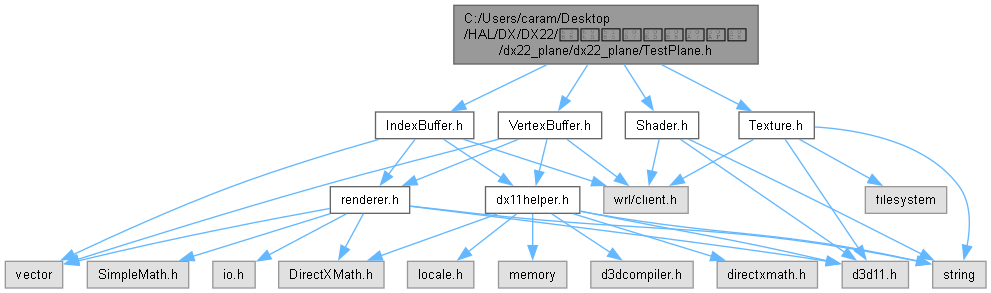 C:/Users/caram/Desktop
/HAL/DX/DX22/
/dx22_plane/dx22_plane/TestPlane.h
IndexBuffer.h
VertexBuffer.h
Shader.h
Texture.h
renderer.h
dx11helper.h
wrl/client.h
filesystem
vector
SimpleMath.h
io.h
DirectXMath.h
locale.h
memory
d3dcompiler.h
directxmath.h
d3d11.h
string